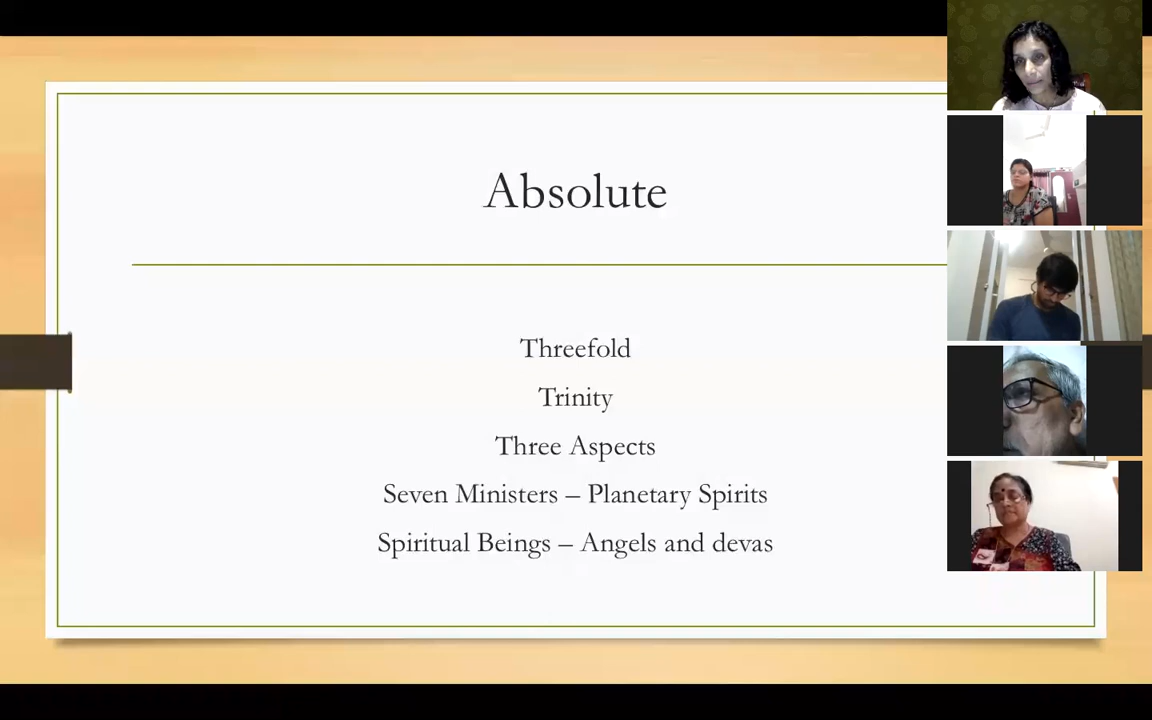 Absolute
Threefold
Trinity
Three Aspects
Seven Ministers – Planetary Spirits
Spiritual Beings – Angels and devas